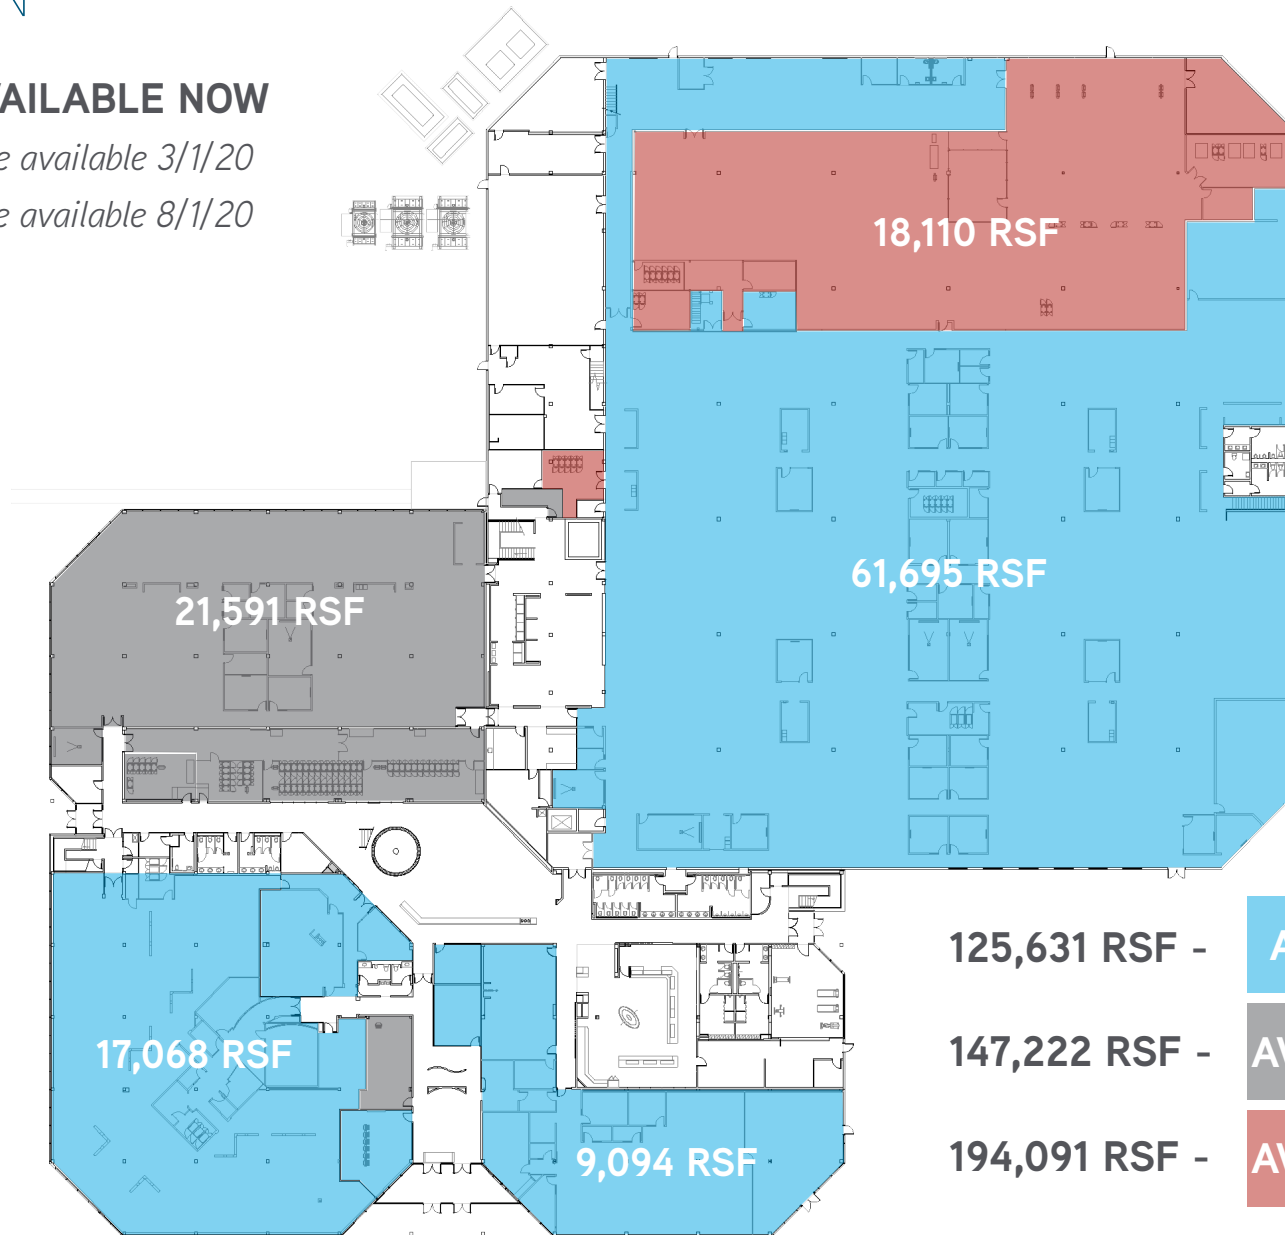 AVAILABLE NOW
available 3/1/20
available 8/1/20
18,110 RSF
61,695 RSF
21,591 RSF
17,068 RSF
9,094 RSF
125,631 RSF -
147,222 RSF -
194,091 RSF -